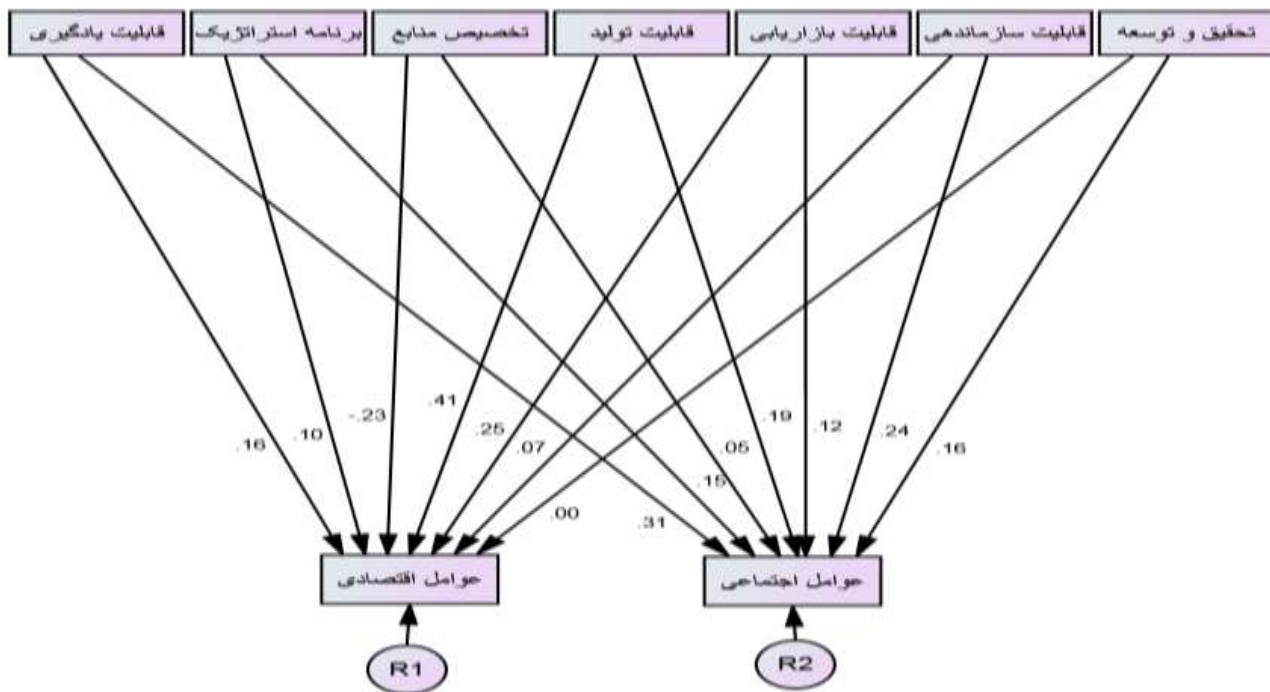 تحقیق و توسعه
قابلیت سازماندهی
قابلیت بازاریابی
قابلیت تولید
تخصیص منابع
برنامه استراتژیک
قابلیت یادگیری
.16
.10
-.23
.41
.25
.07
.00
.31
.15
.05
.19
.12
.24
.16
عوامل اجتماعی
عوامل اقتصادی
R2
R1